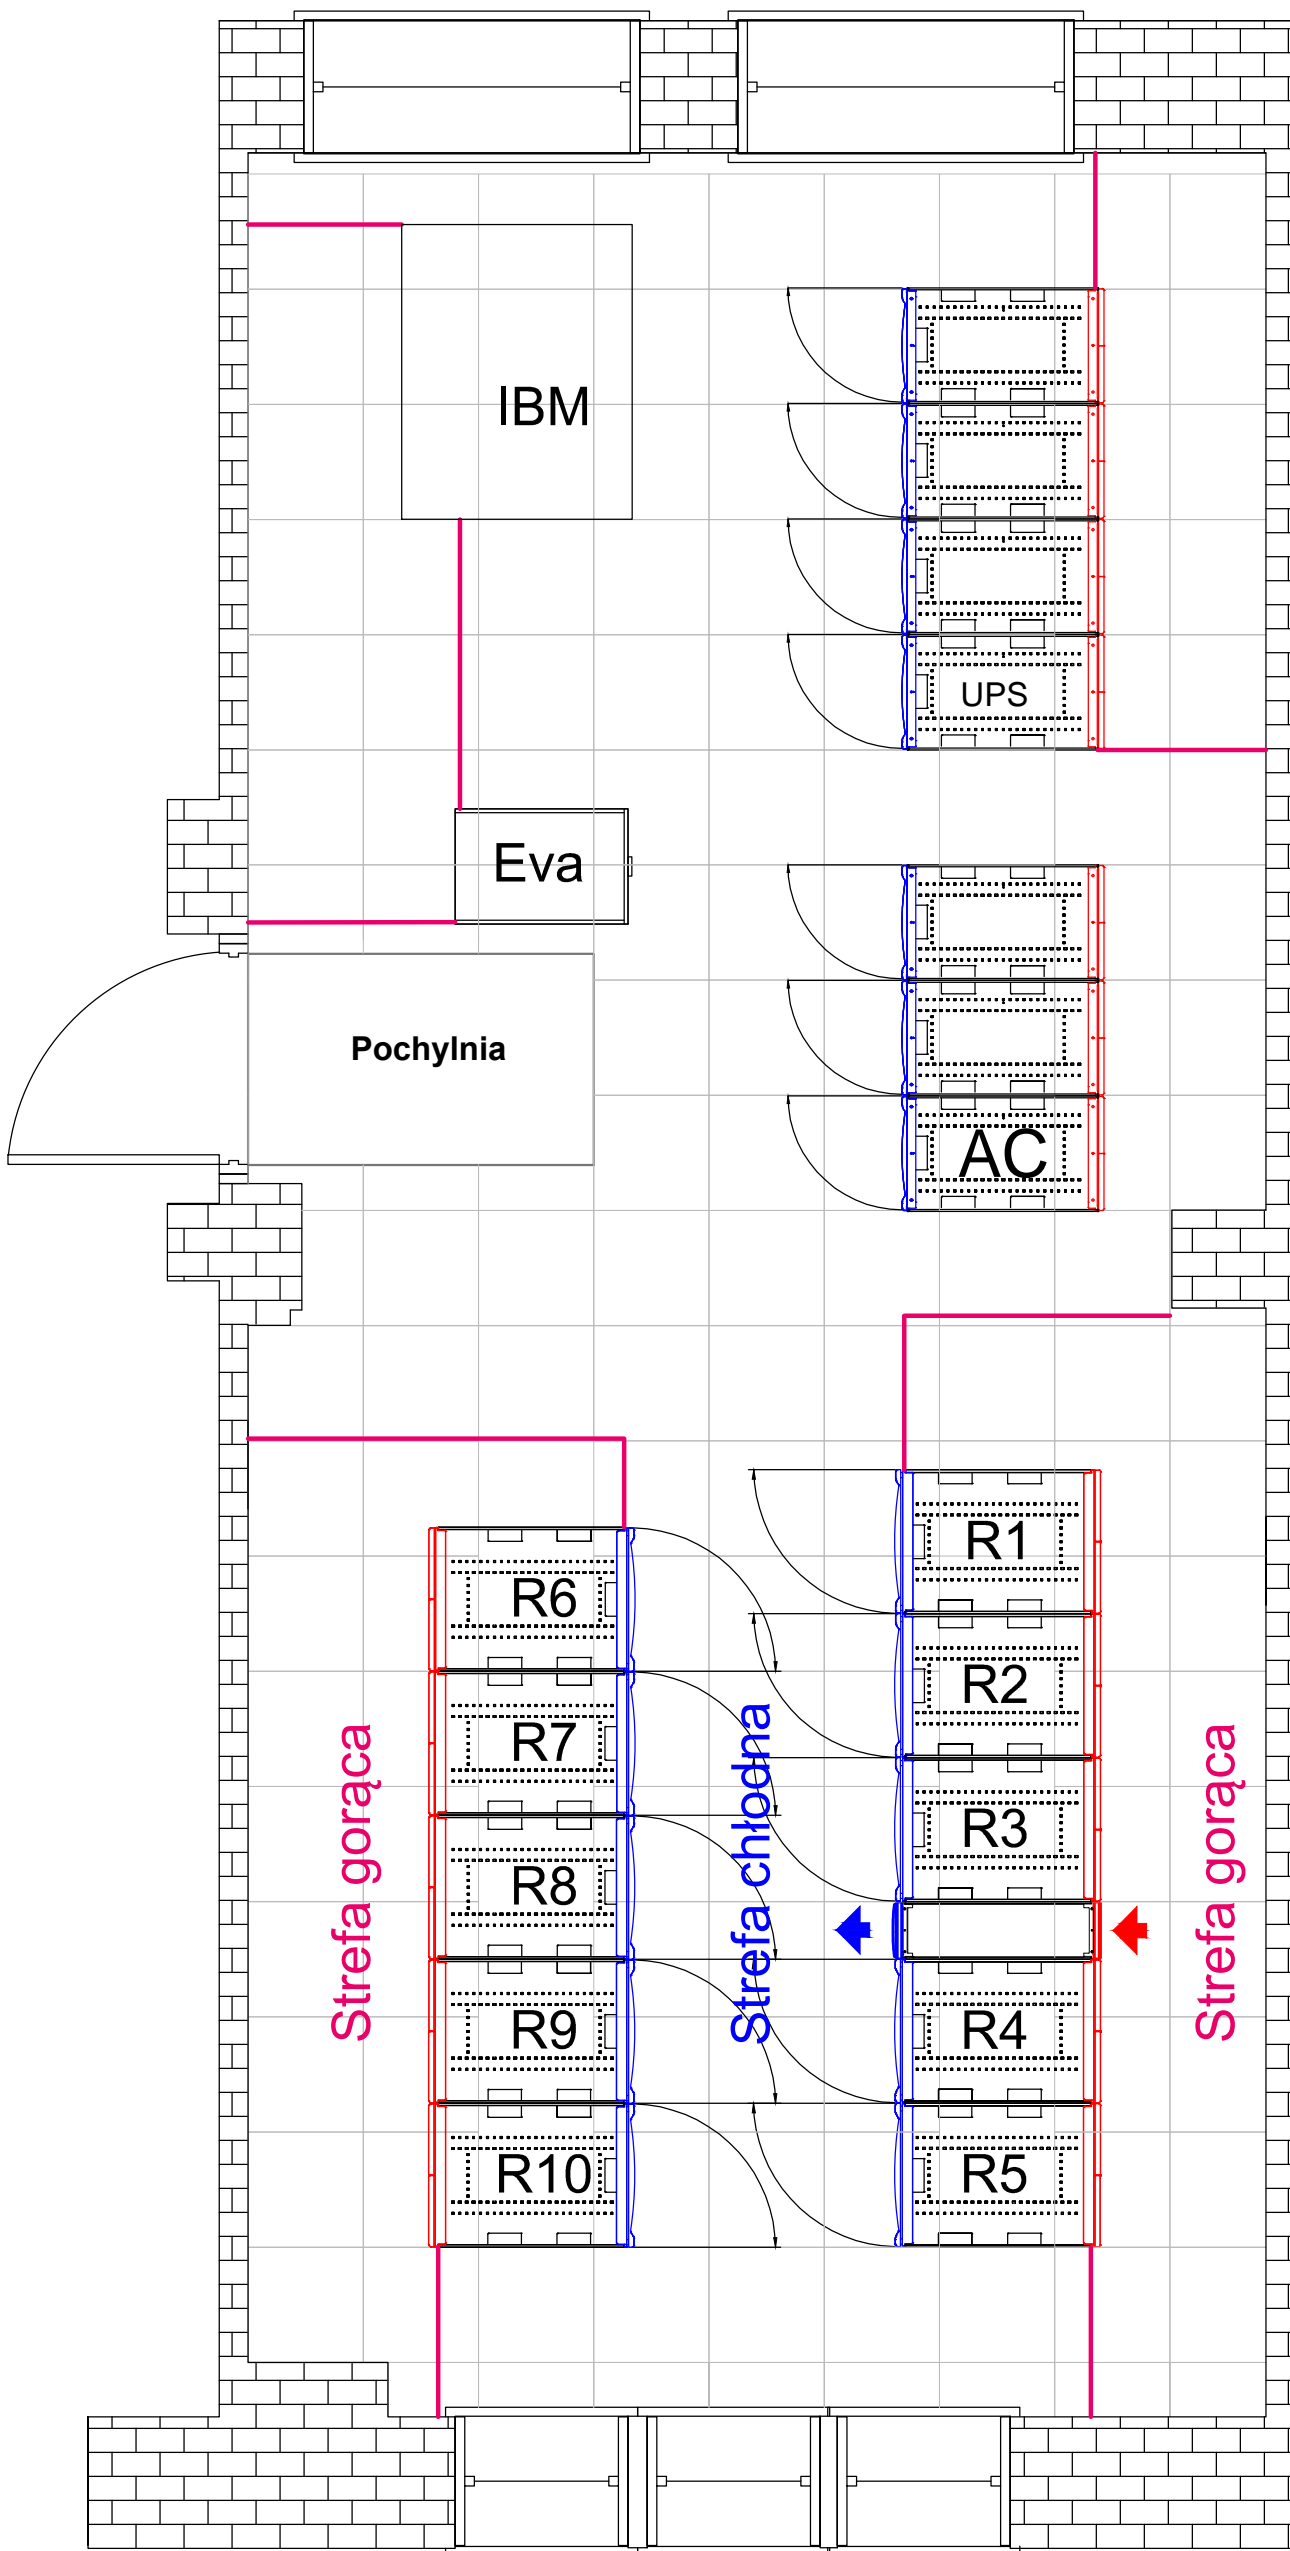 IBM
UPS
Eva
Pochylnia
AC
R1
R6
R2
R7
R3
R8
R4
R9
R5
R10
Strefa gorąca
Strefa chłodna
Strefa gorąca